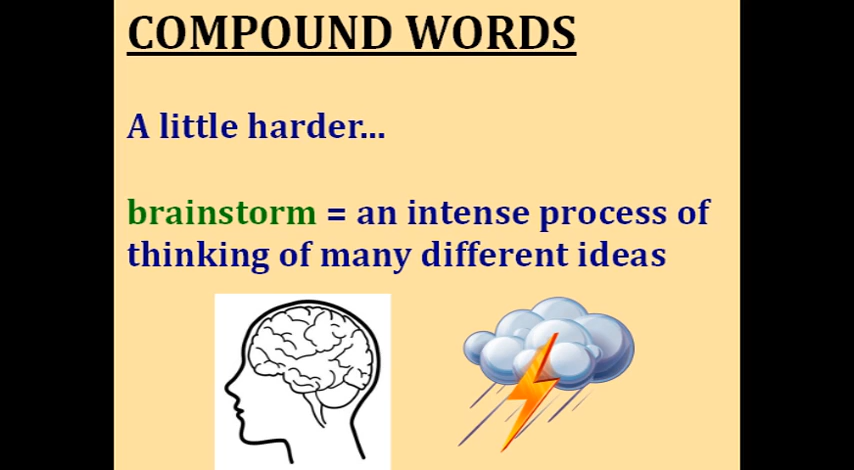 COMPOUND WORDS
A little harder...
brainstorm = an intense process of
thinking of many different ideas